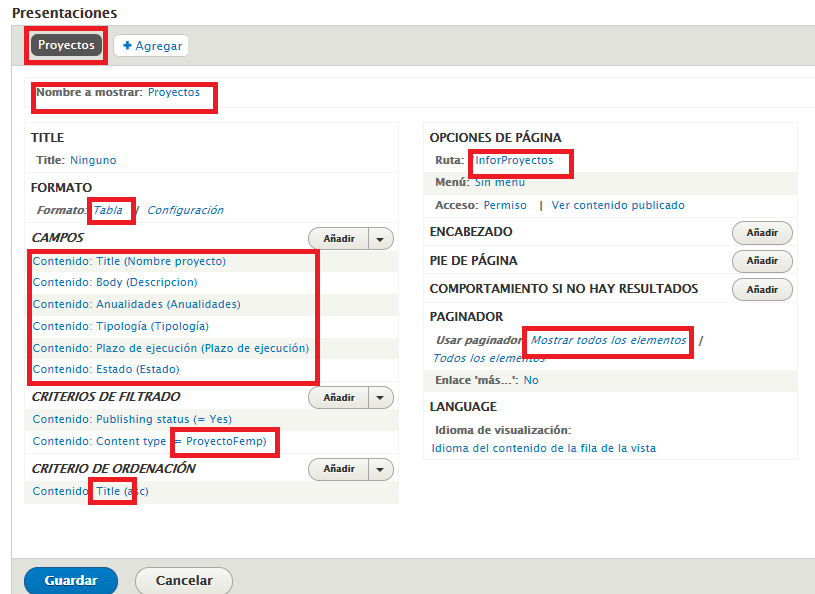 Presentaciones
Proyectos
+ Agregar
Nombre a mostrar: Proyectos
TITLE
Title: Ninguno
FORMATO
Formato: Tabla | Configuración
CAMPOS Añadir
Contenido: Title (Nombre proyecto)
Contenido: Body (Descripcion)
Contenido: Anualidades (Anualidades)
Contenido: Tipología (Tipología)
Contenido: Plazo de ejecución (Plazo de ejecución)
Contenido: Estado (Estado)
CRITERIOS DE FILTRADO Añadir
Contenido: Publishing status (= Yes)
Contenido: Content type (= ProyectoFemp)
CRITERIO DE ORDENACIÓN Añadir
Contenido: Title (asc)
OPCIONES DE PÁGINA
Ruta: /InforProyectos
Menú: Sin menú
Acceso: Permiso | Ver contenido publicado
ENCABEZADO Añadir
PIE DE PÁGINA Añadir
COMPORTAMIENTO SI NO HAY RESULTADOS Añadir
PAGINADOR
Usar paginador: Mostrar todos los elementos /
Todos los elementos
Enlace 'más...': No
LANGUAGE
Idioma de visualización:
Idioma del contenido de la fila de la vista
Guardar
Cancelar